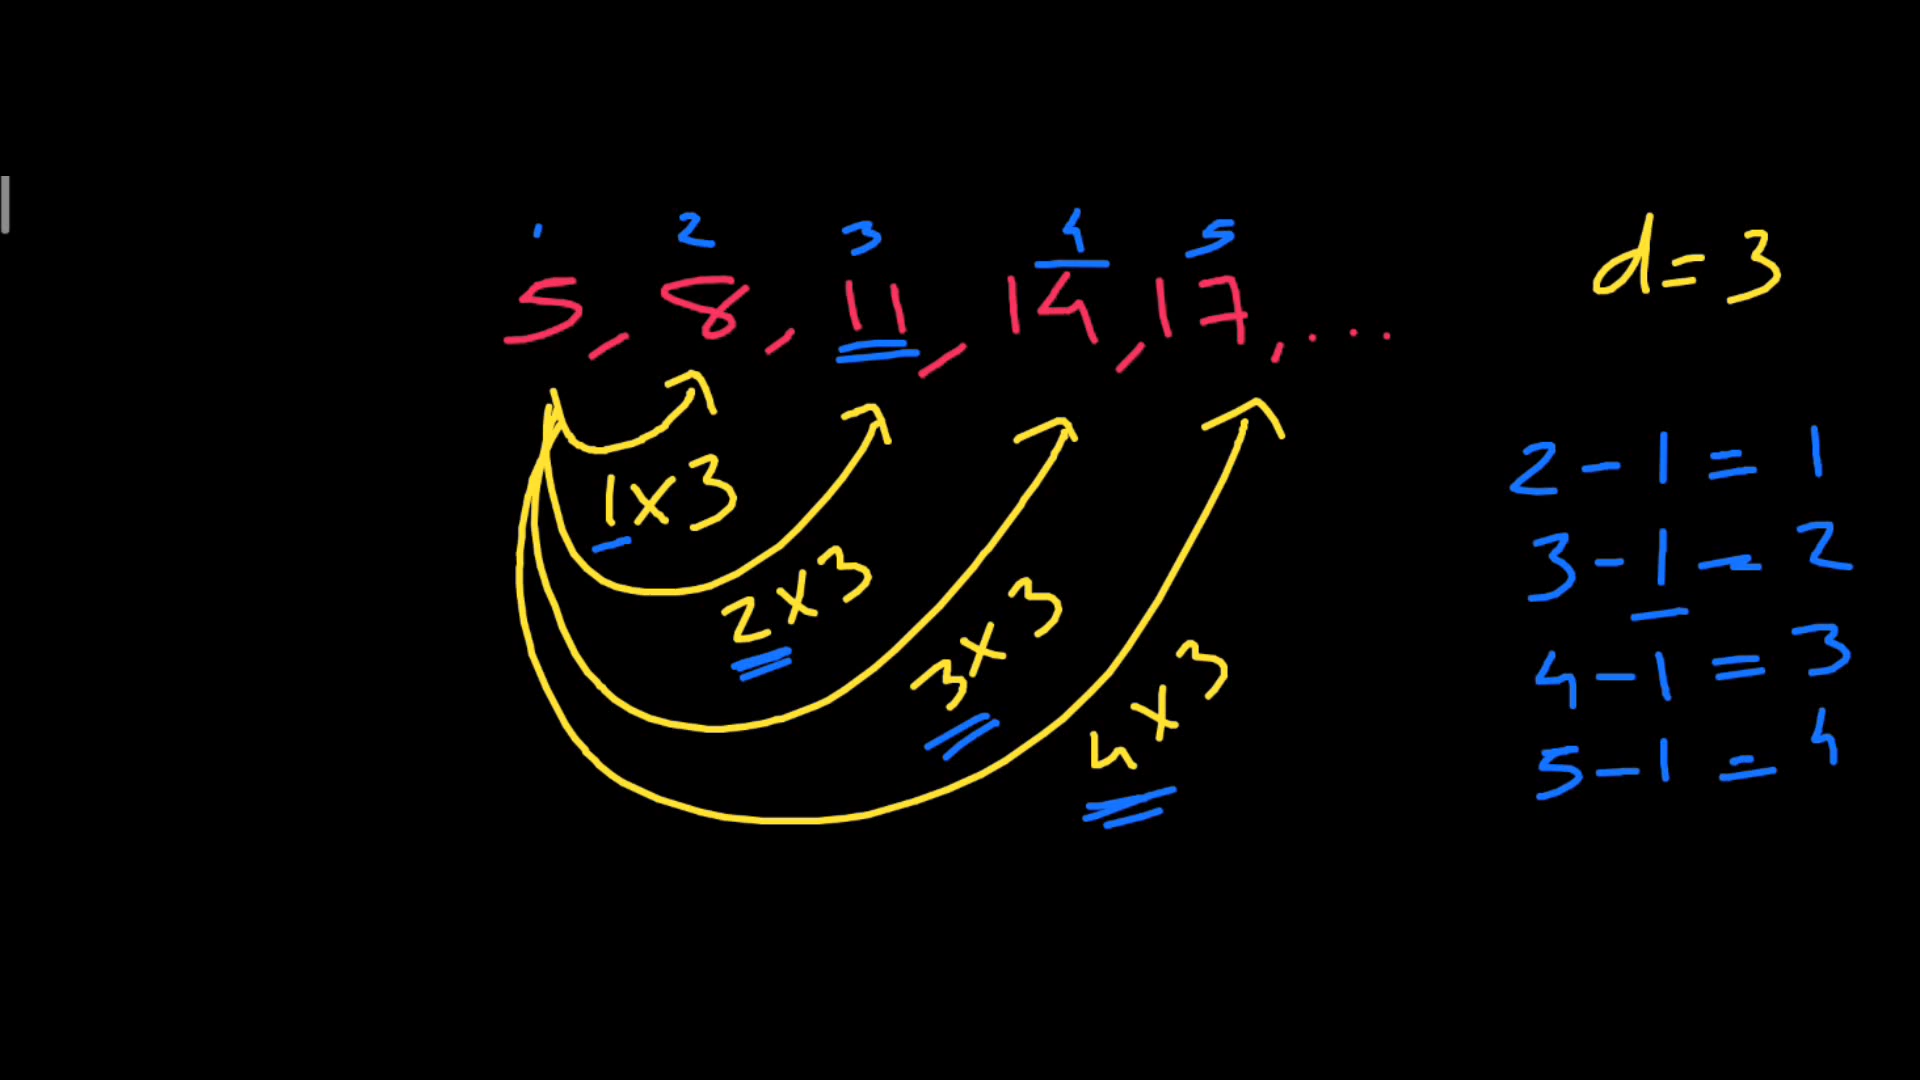 1 2 3 4 5
5, 8, 11, 14, 17, ....
d=3
1x3
2x3
3x3
4x3
2-1=1
3-1=2
4-1=3
5-1=4